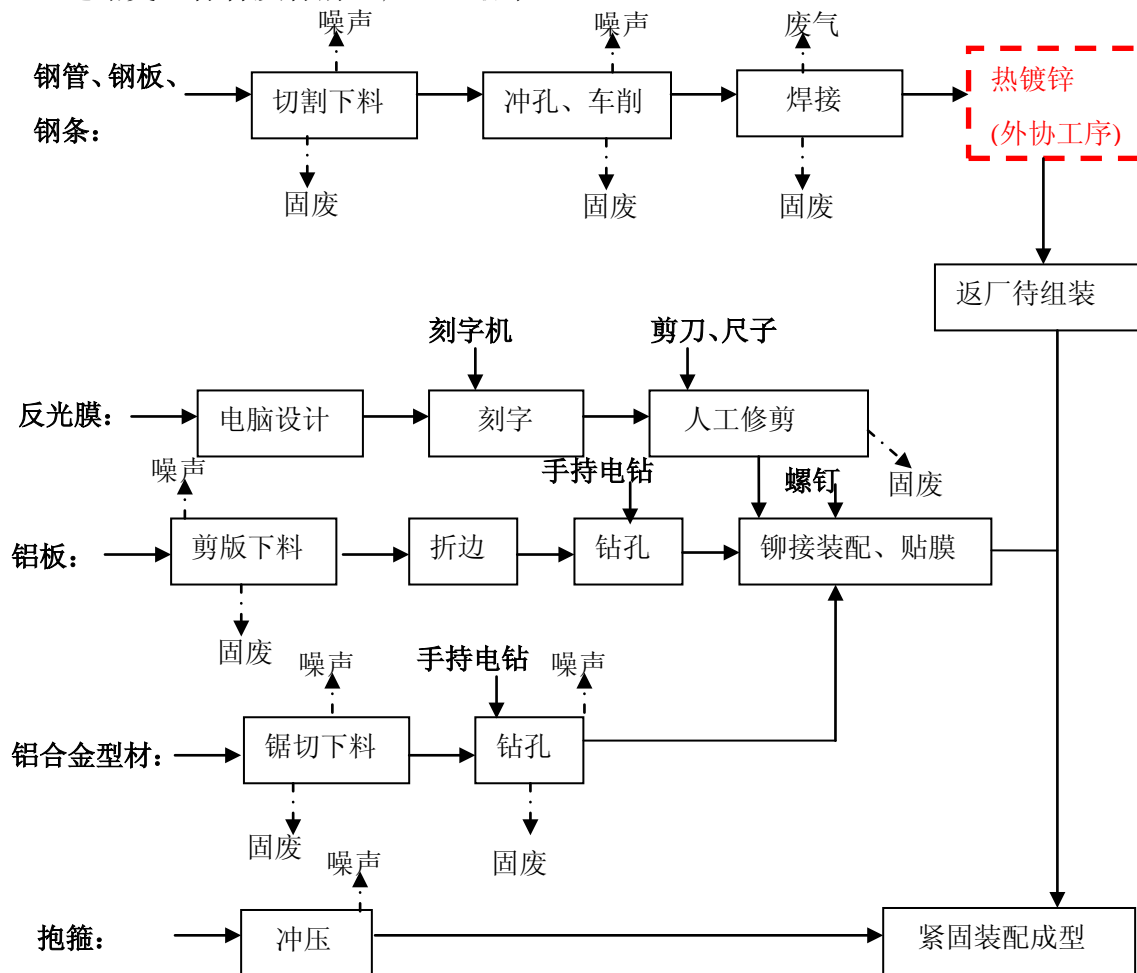 噪声
噪声
废气
钢管、钢板、
钢条：
切割下料
冲孔、车削
焊接
热镀锌
(外协工序)
固废
固废
固废
返厂待组装
刻字机
剪刀、尺子
反光膜：
电脑设计
刻字
人工修剪
噪声
手持电钻
螺钉
固废
铝板：
剪版下料
折边
钻孔
铆接装配、贴膜
固废
噪声
手持电钻
噪声
铝合金型材：
锯切下料
钻孔
固废
固废
噪声
抱箍：
冲压
紧固装配成型